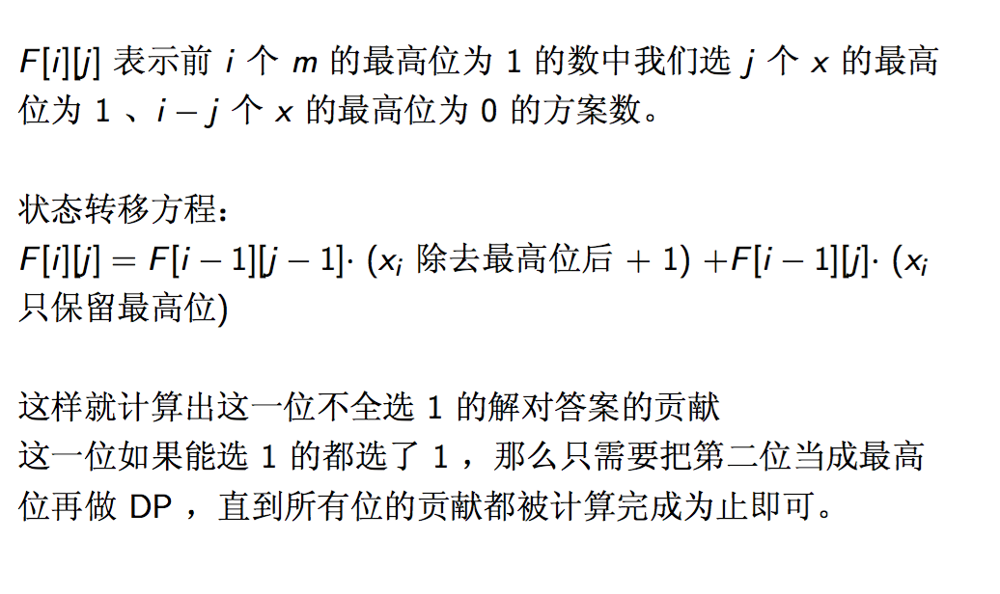 F[i][j] 表示前 i 个 m 的最高位为 1 的数中我们选 j 个 x 的最高
位为 1 、i − j 个 x 的最高位为 0 的方案数。
状态转移方程：
F[i][j] = F[i − 1][j − 1]· (xᵢ 除去最高位后 + 1) +F[i − 1][j]· (xᵢ
只保留最高位)
这样就计算出这一位不全选 1 的解对答案的贡献
这一位如果能选 1 的都选了 1 ，那么只需要把第二位当成最高
位再做 DP ，直到所有位的贡献都被计算完成为止即可。